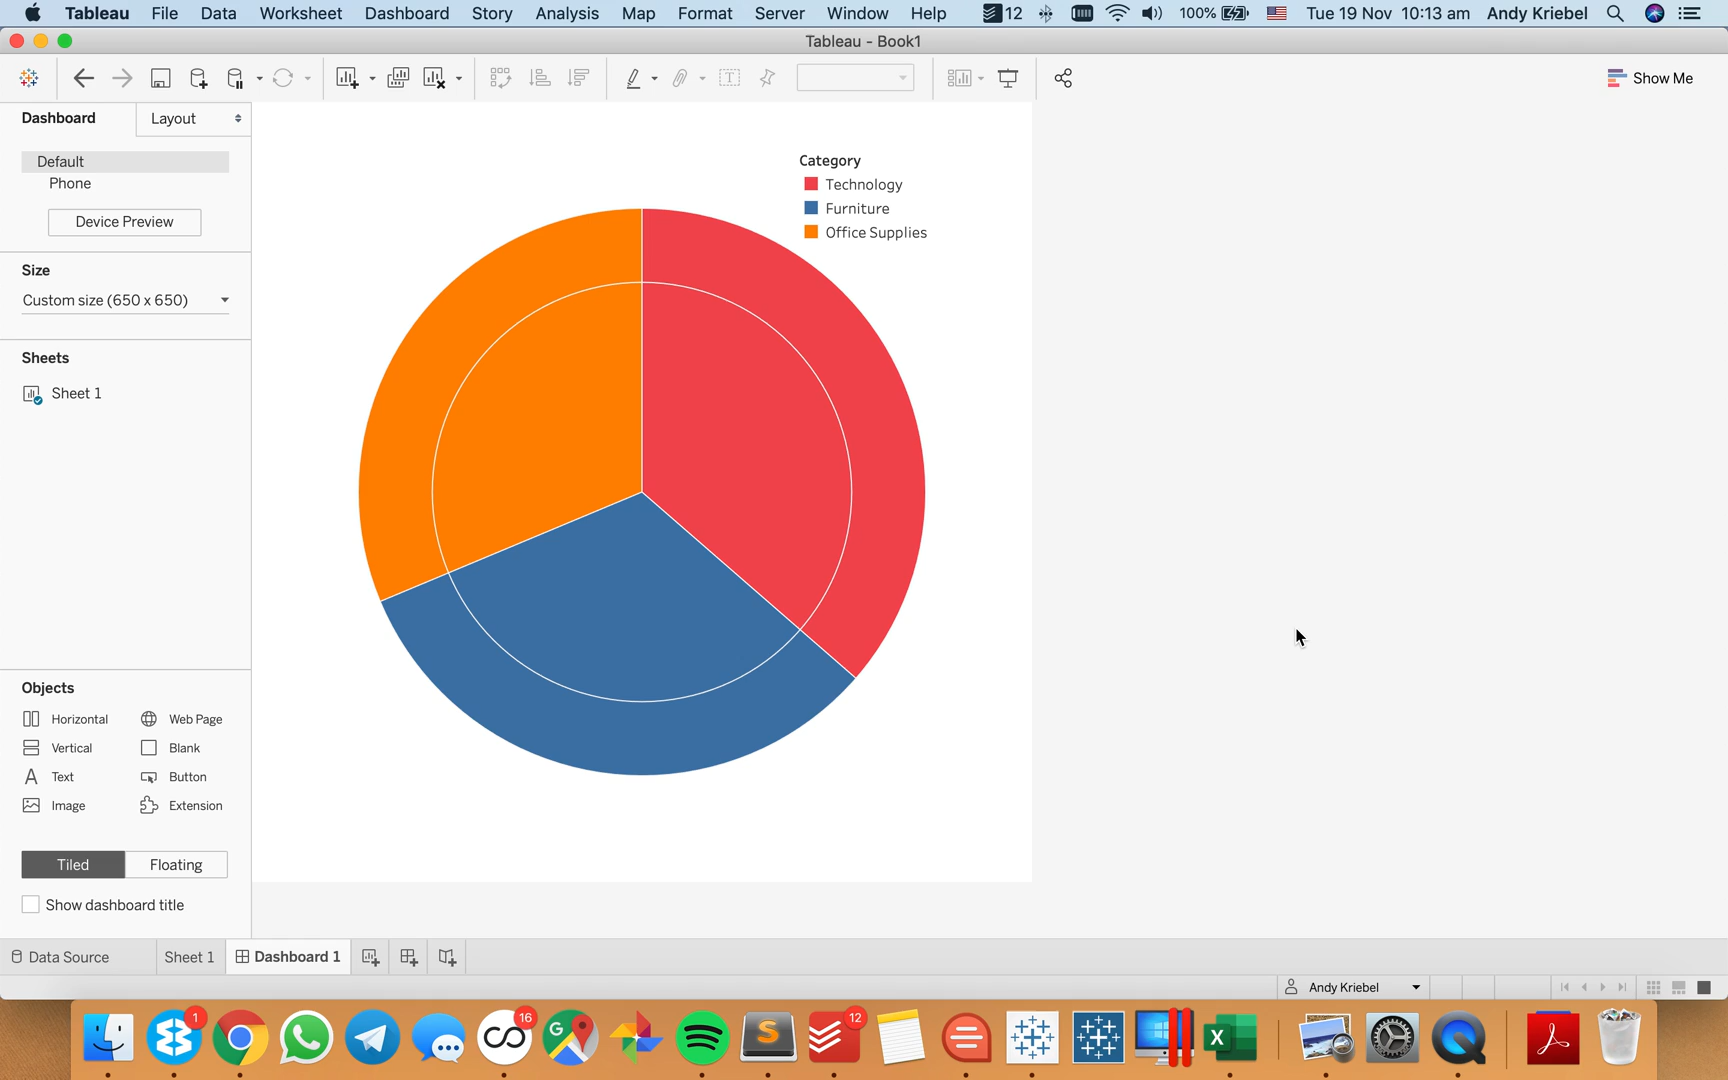 Tableau File Data Worksheet Dashboard Story Analysis Map Format Server Window Help 12 100% Tue 19 Nov 10:13 am Andy Kriebel
Tableau - Book1
Show Me
Dashboard Layout
Default
Phone
Device Preview
Size
Custom size (650 x 650)
Sheets
Sheet 1
Category
Technology
Furniture
Office Supplies
Objects
Horizontal Web Page
Vertical Blank
A Text Button
Image Extension
Tiled Floating
Show dashboard title
Data Source Sheet 1 Dashboard 1
Andy Kriebel
1 16 G S 12 X